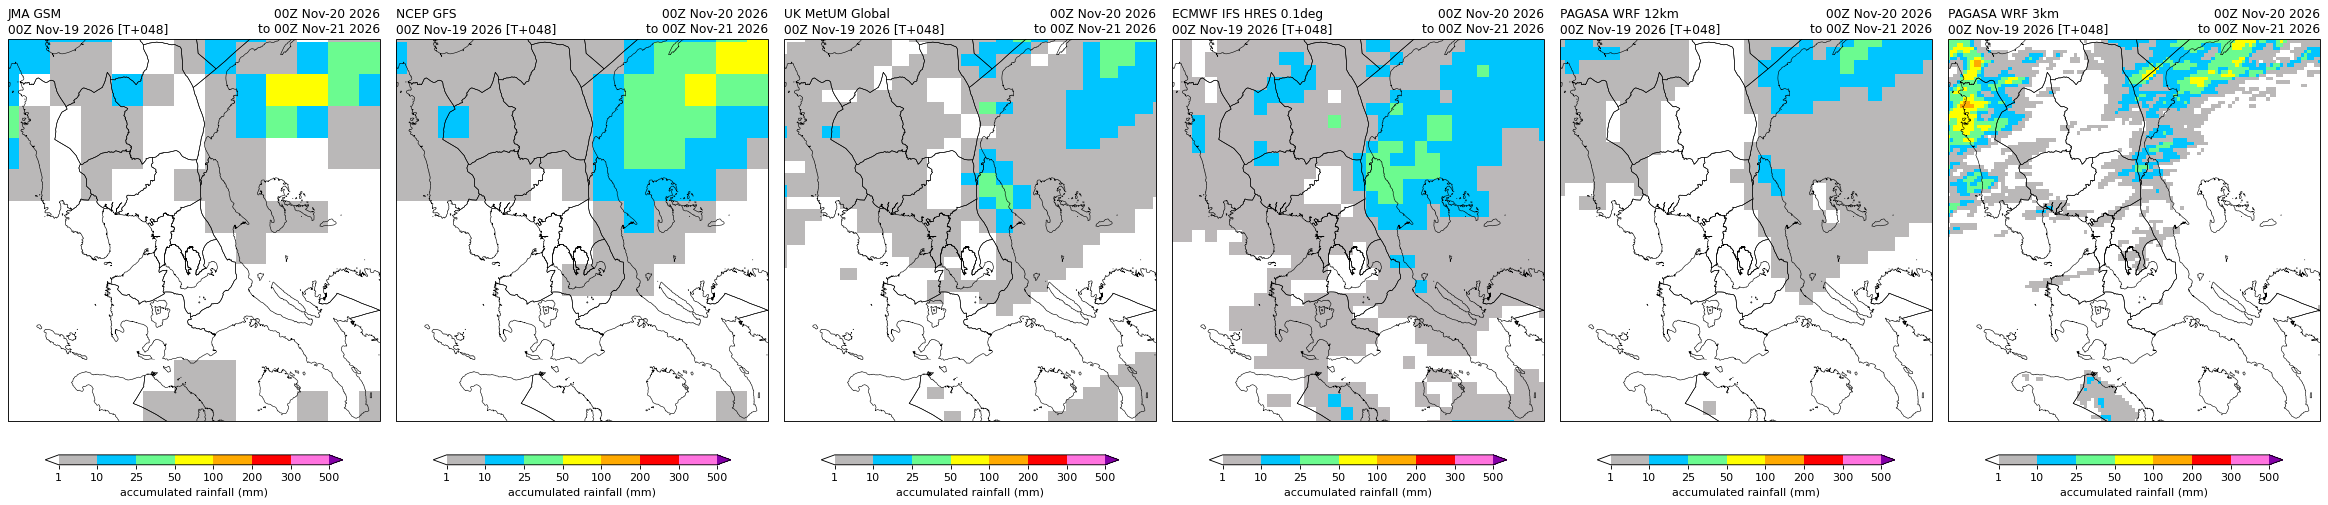 JMA GSM 00Z Nov-20 2026
00Z Nov-19 2026 [T+048] to 00Z Nov-21 2026
1 10 25 50 100 200 300 500
accumulated rainfall (mm)
NCEP GFS 00Z Nov-20 2026
00Z Nov-19 2026 [T+048] to 00Z Nov-21 2026
1 10 25 50 100 200 300 500
accumulated rainfall (mm)
UK MetUM Global 00Z Nov-20 2026
00Z Nov-19 2026 [T+048] to 00Z Nov-21 2026
1 10 25 50 100 200 300 500
accumulated rainfall (mm)
ECMWF IFS HRES 0.1deg 00Z Nov-20 2026
00Z Nov-19 2026 [T+048] to 00Z Nov-21 2026
1 10 25 50 100 200 300 500
accumulated rainfall (mm)
PAGASA WRF 12km 00Z Nov-20 2026
00Z Nov-19 2026 [T+048] to 00Z Nov-21 2026
1 10 25 50 100 200 300 500
accumulated rainfall (mm)
PAGASA WRF 3km 00Z Nov-20 2026
00Z Nov-19 2026 [T+048] to 00Z Nov-21 2026
1 10 25 50 100 200 300 500
accumulated rainfall (mm)